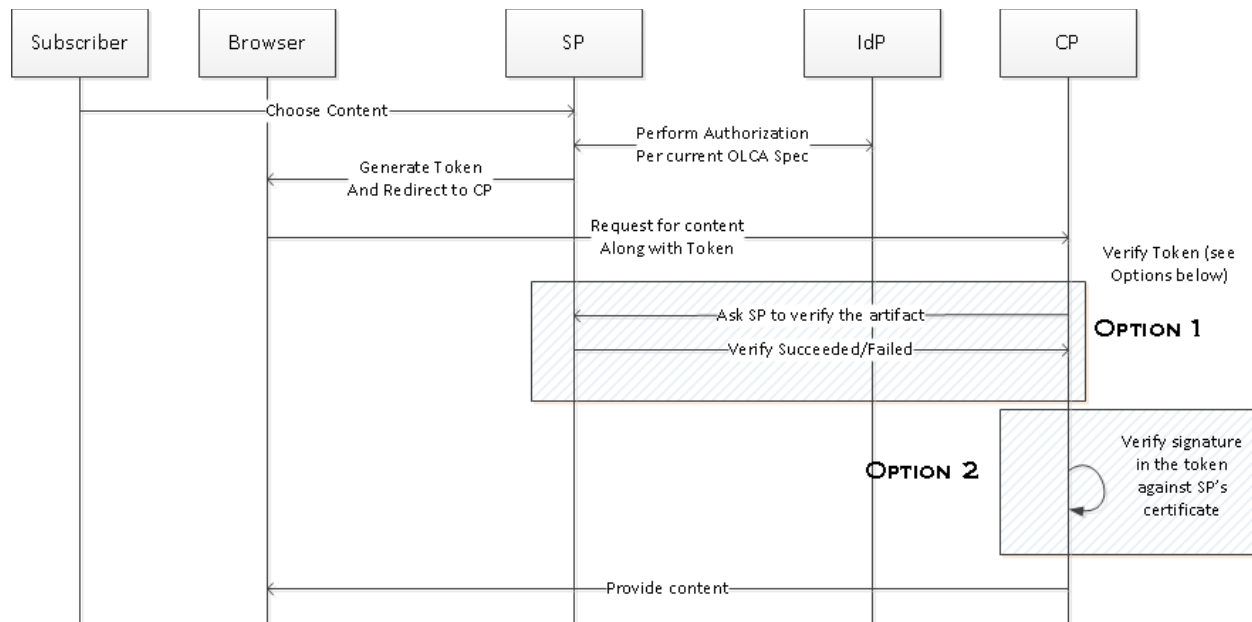 Subscriber
Browser
SP
IdP
CP
Choose Content
Perform Authorization
Per current OLCA Spec
Generate Token
And Redirect to CP
Request for content
Along with Token
Verify Token (see
Options below)
Ask SP to verify the artifact
OPTION 1
Verify Succeeded/Failed
Verify signature
in the token
against SP's
certificate
OPTION 2
Provide content